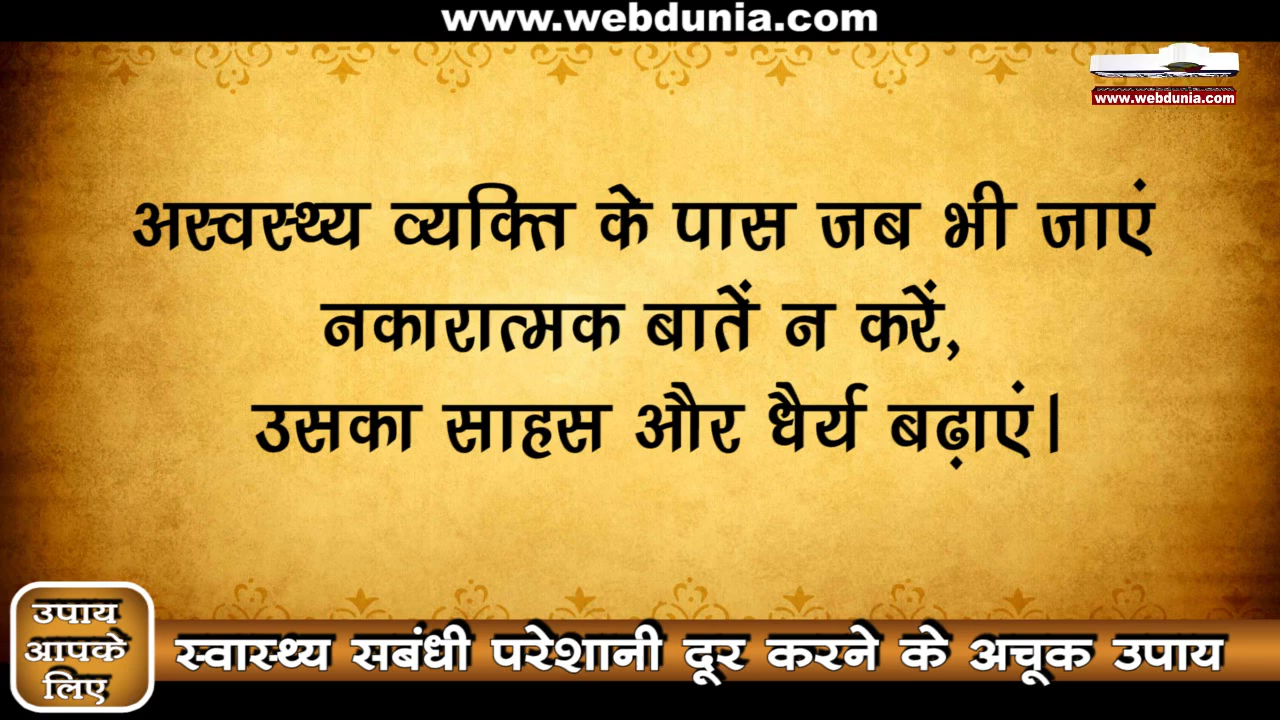 www.webdunia.com
www.webdunia.com
अस्वस्थ्य व्यक्ति के पास जब भी जाएं
नकारात्मक बातें न करें,
उसका साहस और धैर्य बढ़ाएं।
उपाय
आपके
लिए
स्वास्थ्य सबंधी परेशानी दूर करने के अचूक उपाय